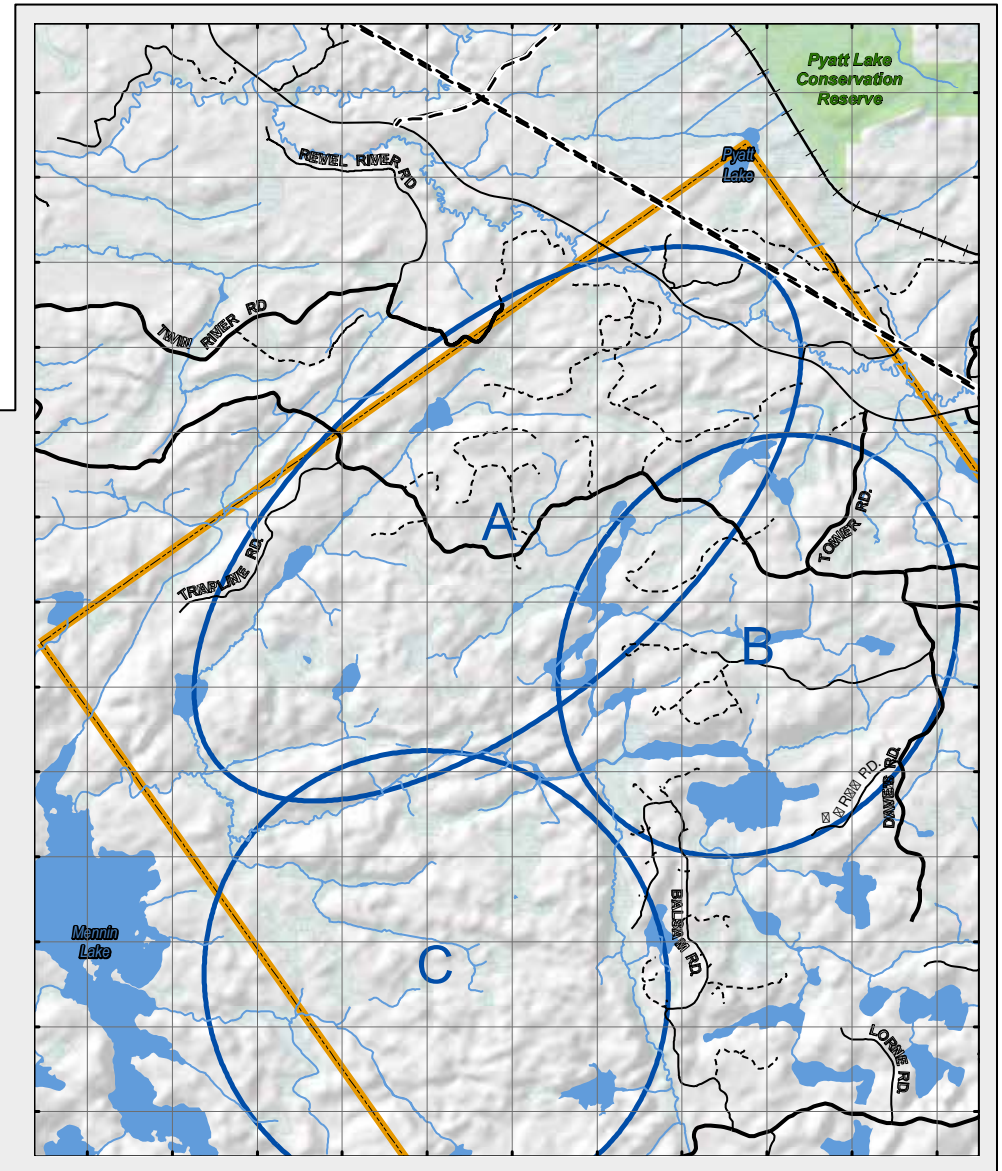 Pyatt Lake
Conservation
Reserve
Pyatt
Lake
REVEL RIVER RD
TWIN RIVER RD
A
TOWER RD.
TRAPLINE RD.
B
RD.
DAWES RD.
BALSAM RD.
Mennin
Lake
C
LORNE RD.